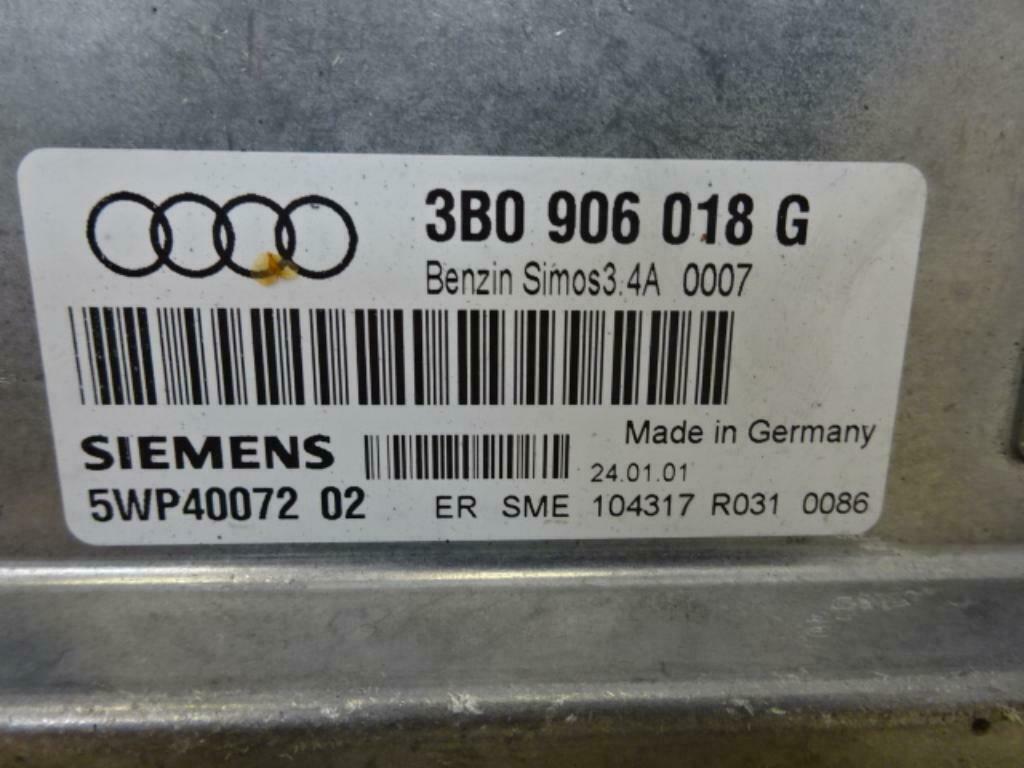 3B0 906 018 G
Benzin Simos3.4A 0007
Made in Germany
SIEMENS
24.01.01
5WP40072 02 ER SME 104317 R031 0086